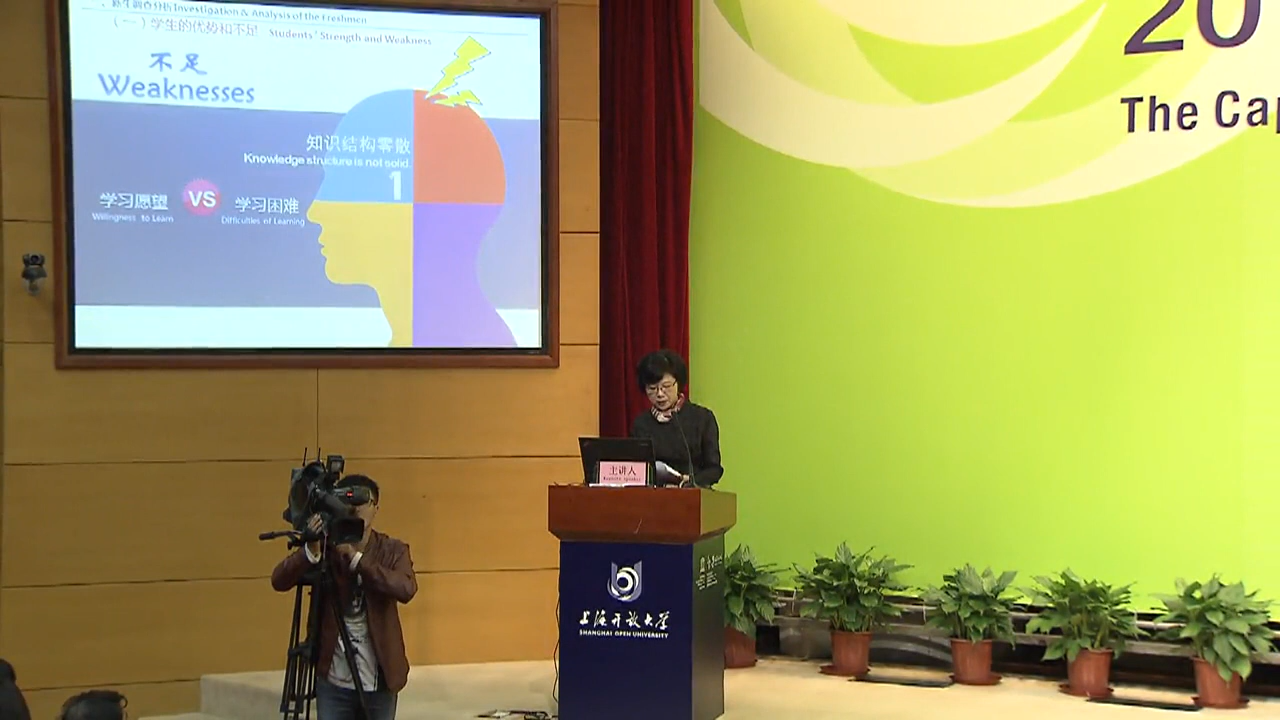 新生调查分析 Investigation & Analysis of the Freshmen
（一）学生的优势和不足 Students' Strength and Weakness
不足
Weaknesses
知识结构零散
Knowledge structure is not solid
1
学习愿望
VS
学习困难
Willingness to Learn
Difficulties of Learning
20
The Cap
主讲人
Keynote Speaker
上海开放大学
SHANGHAI OPEN UNIVERSITY